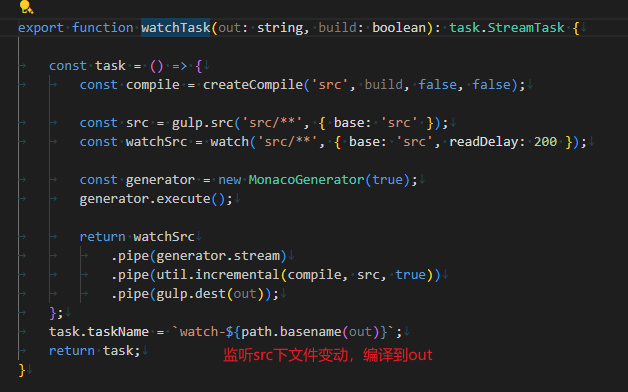 export function watchTask(out: string, build: boolean): task.StreamTask {
const task = () => {
const compile = createCompile('src', build, false, false);
const src = gulp.src('src/**', { base: 'src' });
const watchSrc = watch('src/**', { base: 'src', readDelay: 200 });
const generator = new MonacoGenerator(true);
generator.execute();
return watchSrc
.pipe(generator.stream)
.pipe(util.incremental(compile, src, true))
.pipe(gulp.dest(out));
};
task.taskName = `watch-${path.basename(out)}`;
return task;
监听src下文件变动，编译到out
}